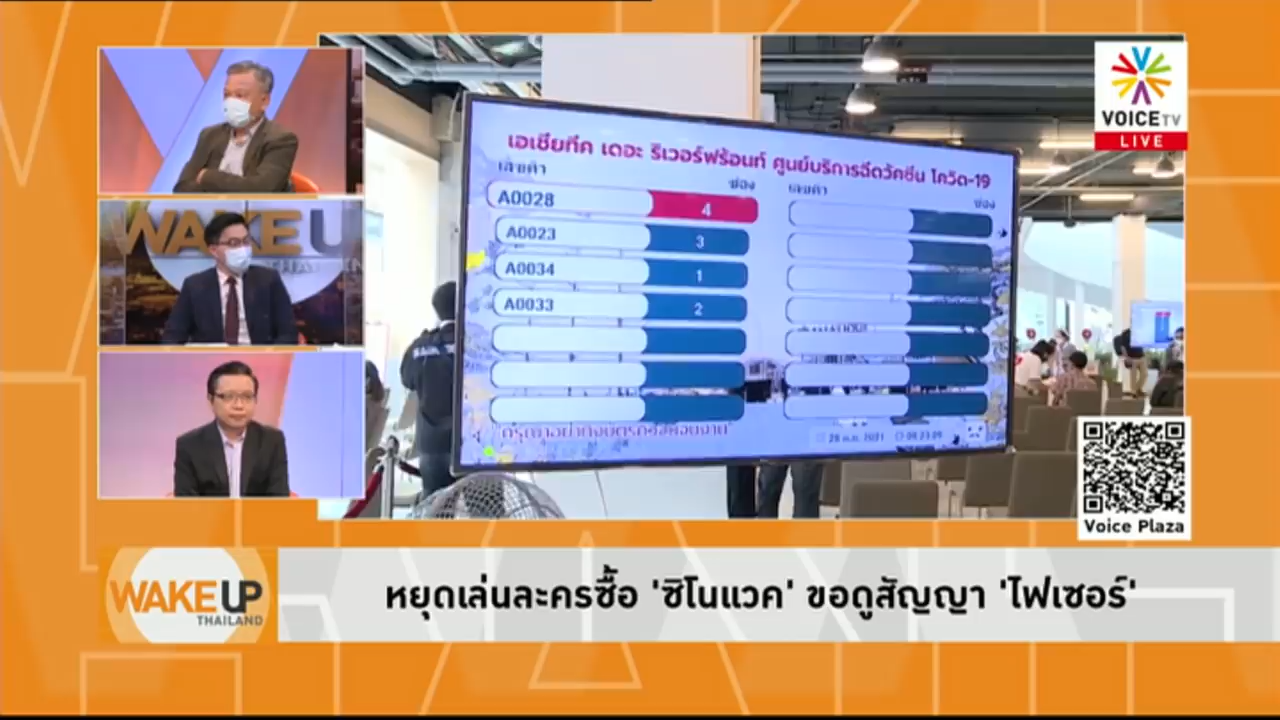 VOICE TV
LIVE
เอเชียทีค เดอะ ริเวอร์ฟร้อนท์ ศูนย์บริการฉีดวัคซีน โควิด-19
ช่อง
ช่อง
A0028 4
A0023 3
A0034 1
A0033 2
WAKE U
Voice Plaza
WAKE UP
THAILAND
หยุดเล่นละครซื้อ 'ซิโนแวค' ขอดูสัญญา 'ไฟเซอร์'